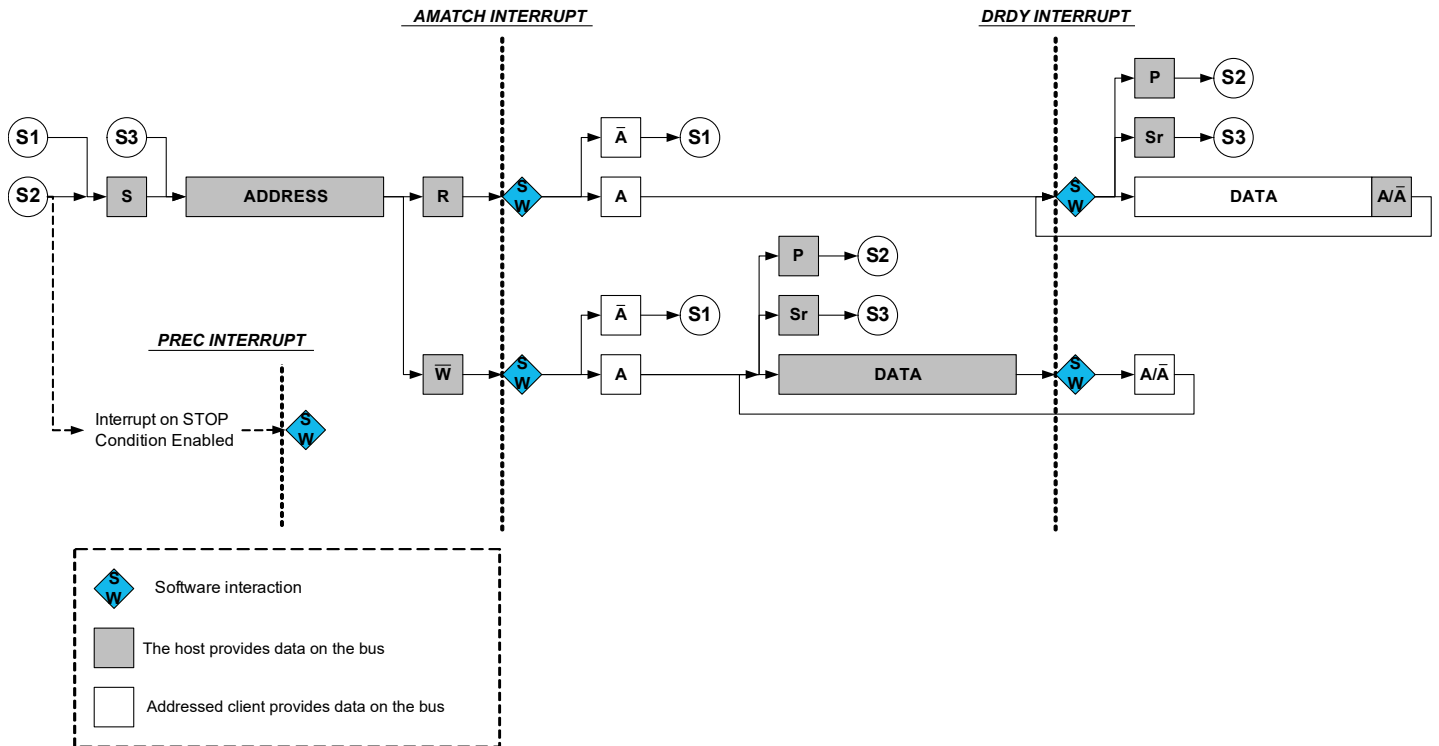 AMATCH INTERRUPT
DRDY INTERRUPT
P
S2
S1
S3
A̅
S1
Sr
S3
S2
S
ADDRESS
R
S
W
A
S
W
DATA
A/A̅
P
S2
A̅
S1
Sr
S3
PREC INTERRUPT
W̅
S
W
A
DATA
S
W
A/A̅
Interrupt on STOP
Condition Enabled
S
W
S
W
Software interaction
The host provides data on the bus
Addressed client provides data on the bus